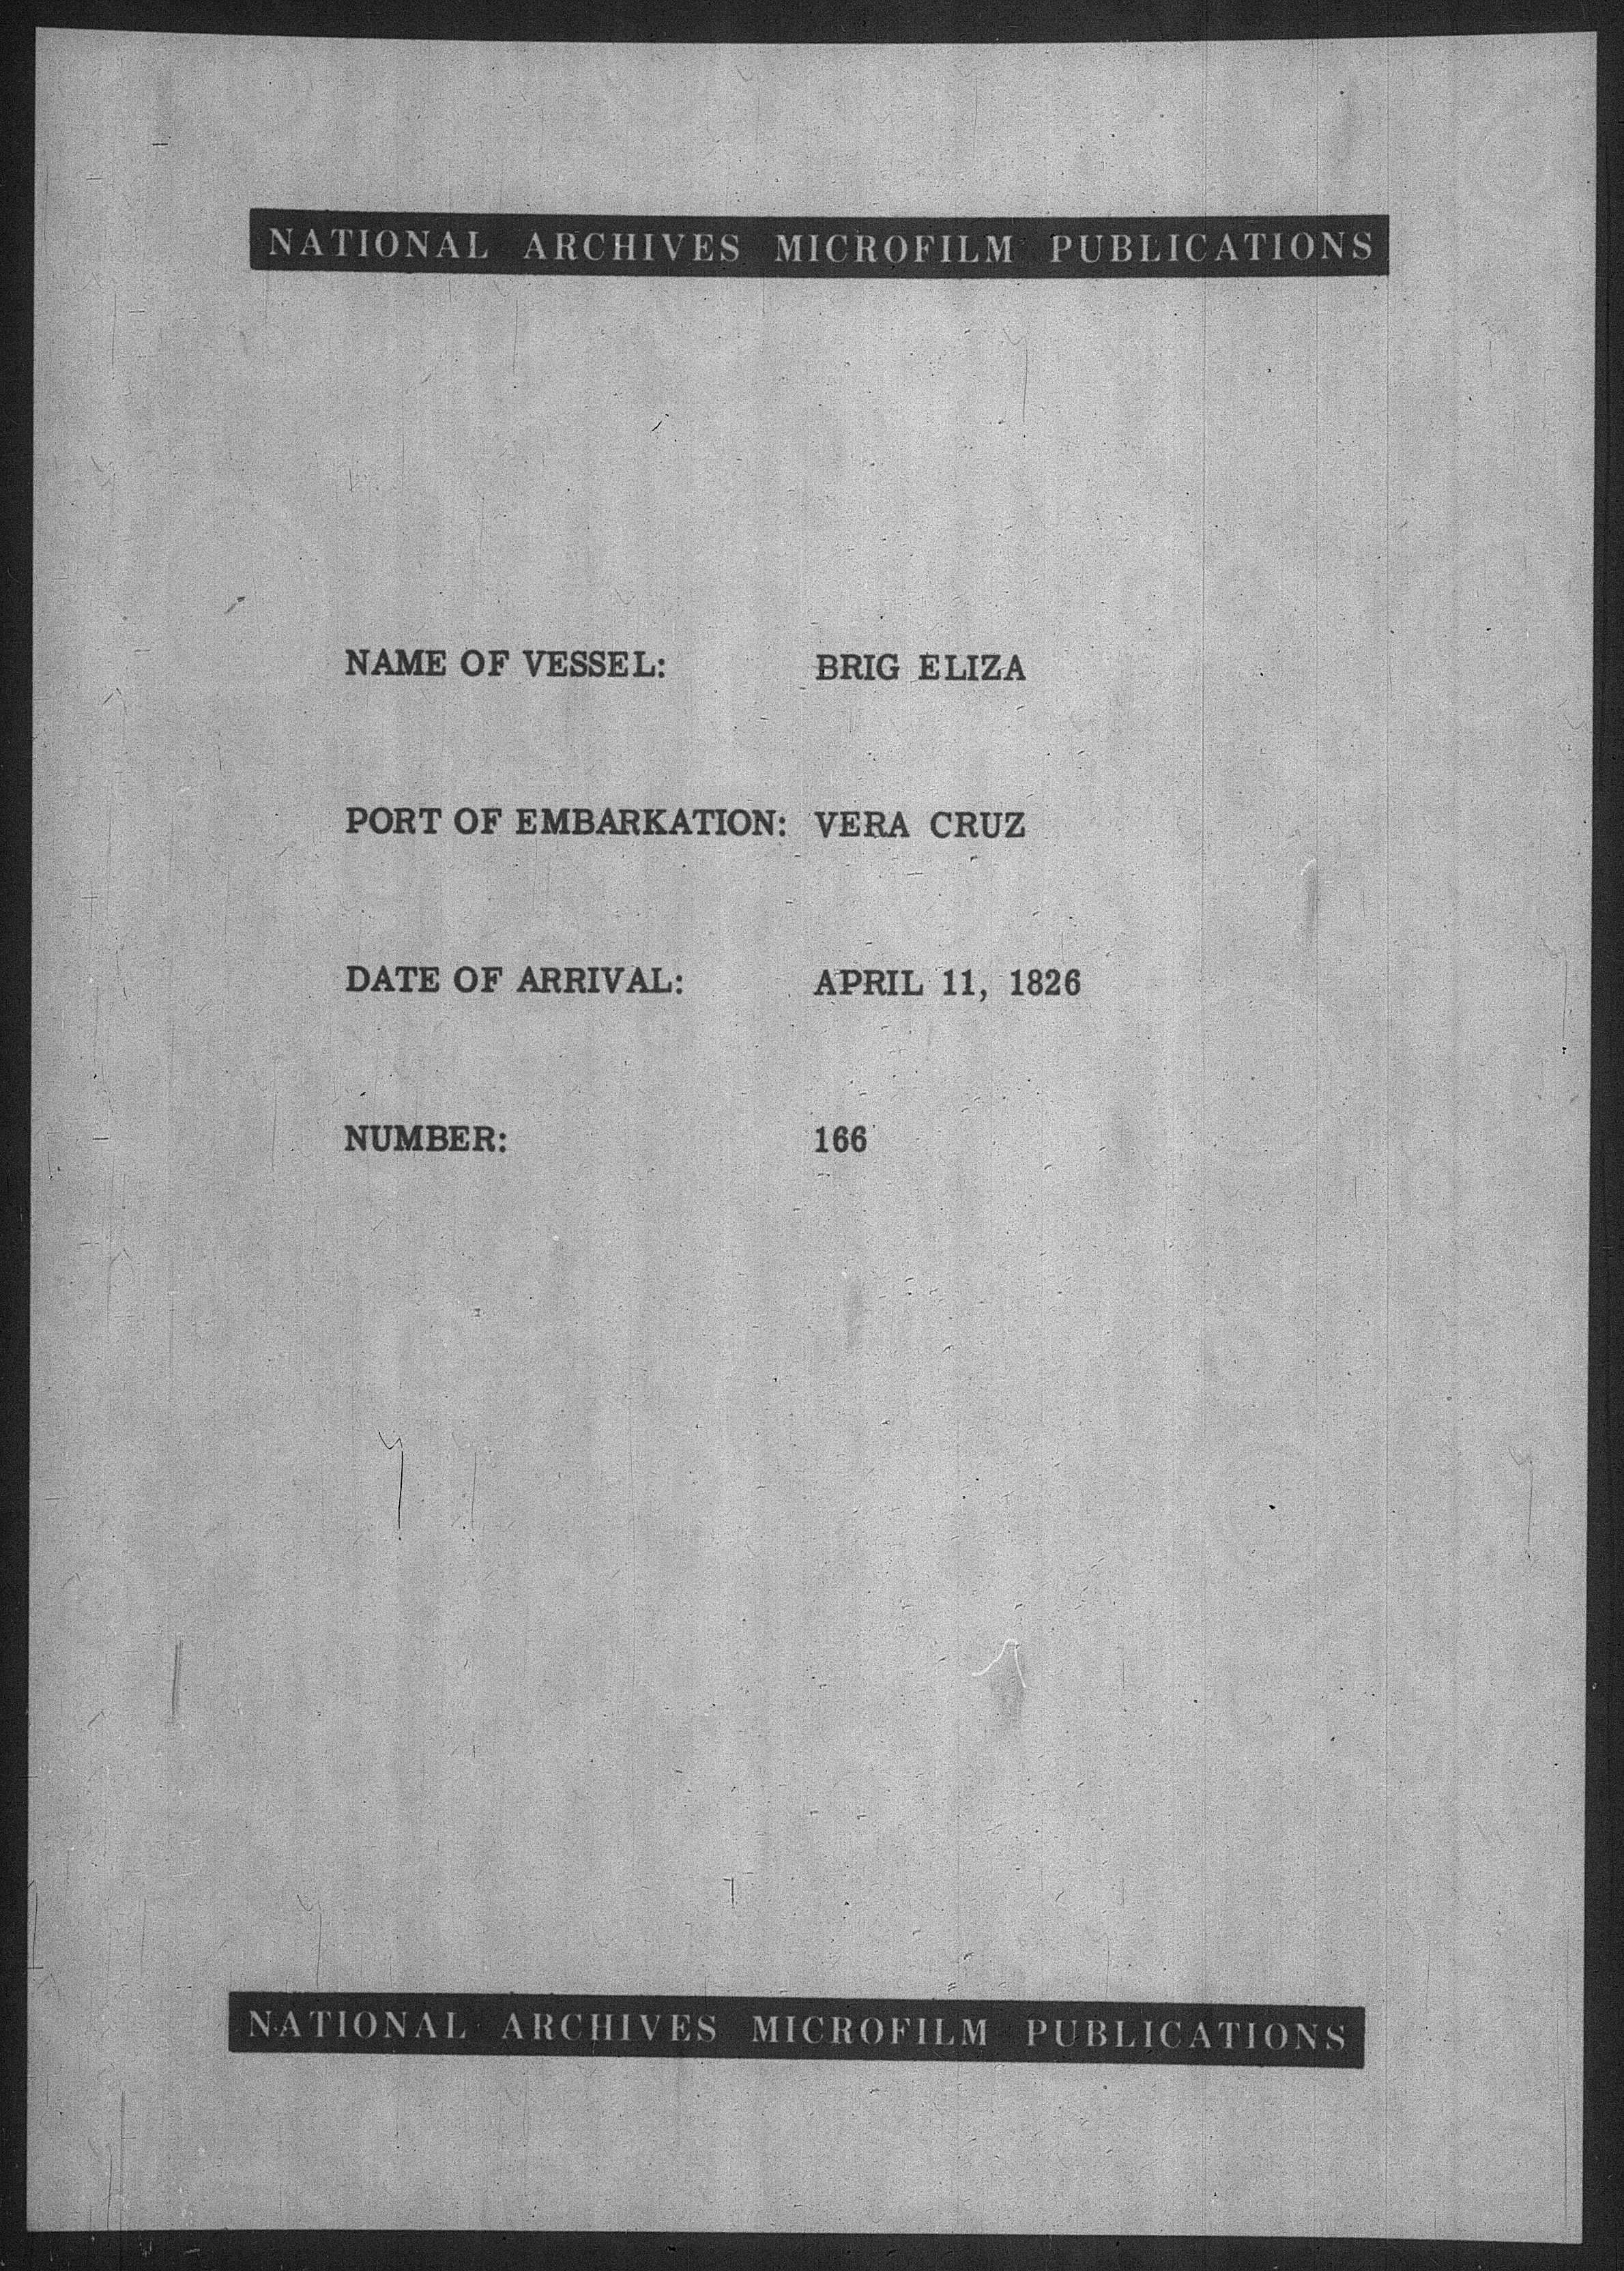 NATIONAL ARCHIVES MICROFILM PUBLICATIONS
NAME OF VESSEL: BRIG ELIZA
PORT OF EMBARKATION: VERA CRUZ
DATE OF ARRIVAL: APRIL 11, 1826
NUMBER: 166
NATIONAL ARCHIVES MICROFILM PUBLICATIONS